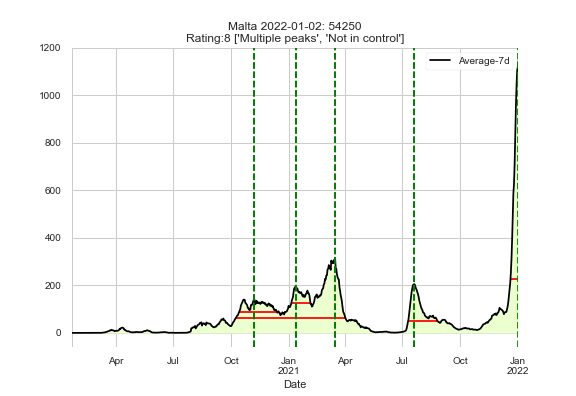 Malta 2022-01-02: 54250
Rating:8 ['Multiple peaks', 'Not in control']
Average-7d
1200
1000
800
600
400
200
0
Apr Jul Oct Jan Apr Jul Oct Jan
2021 2022
Date